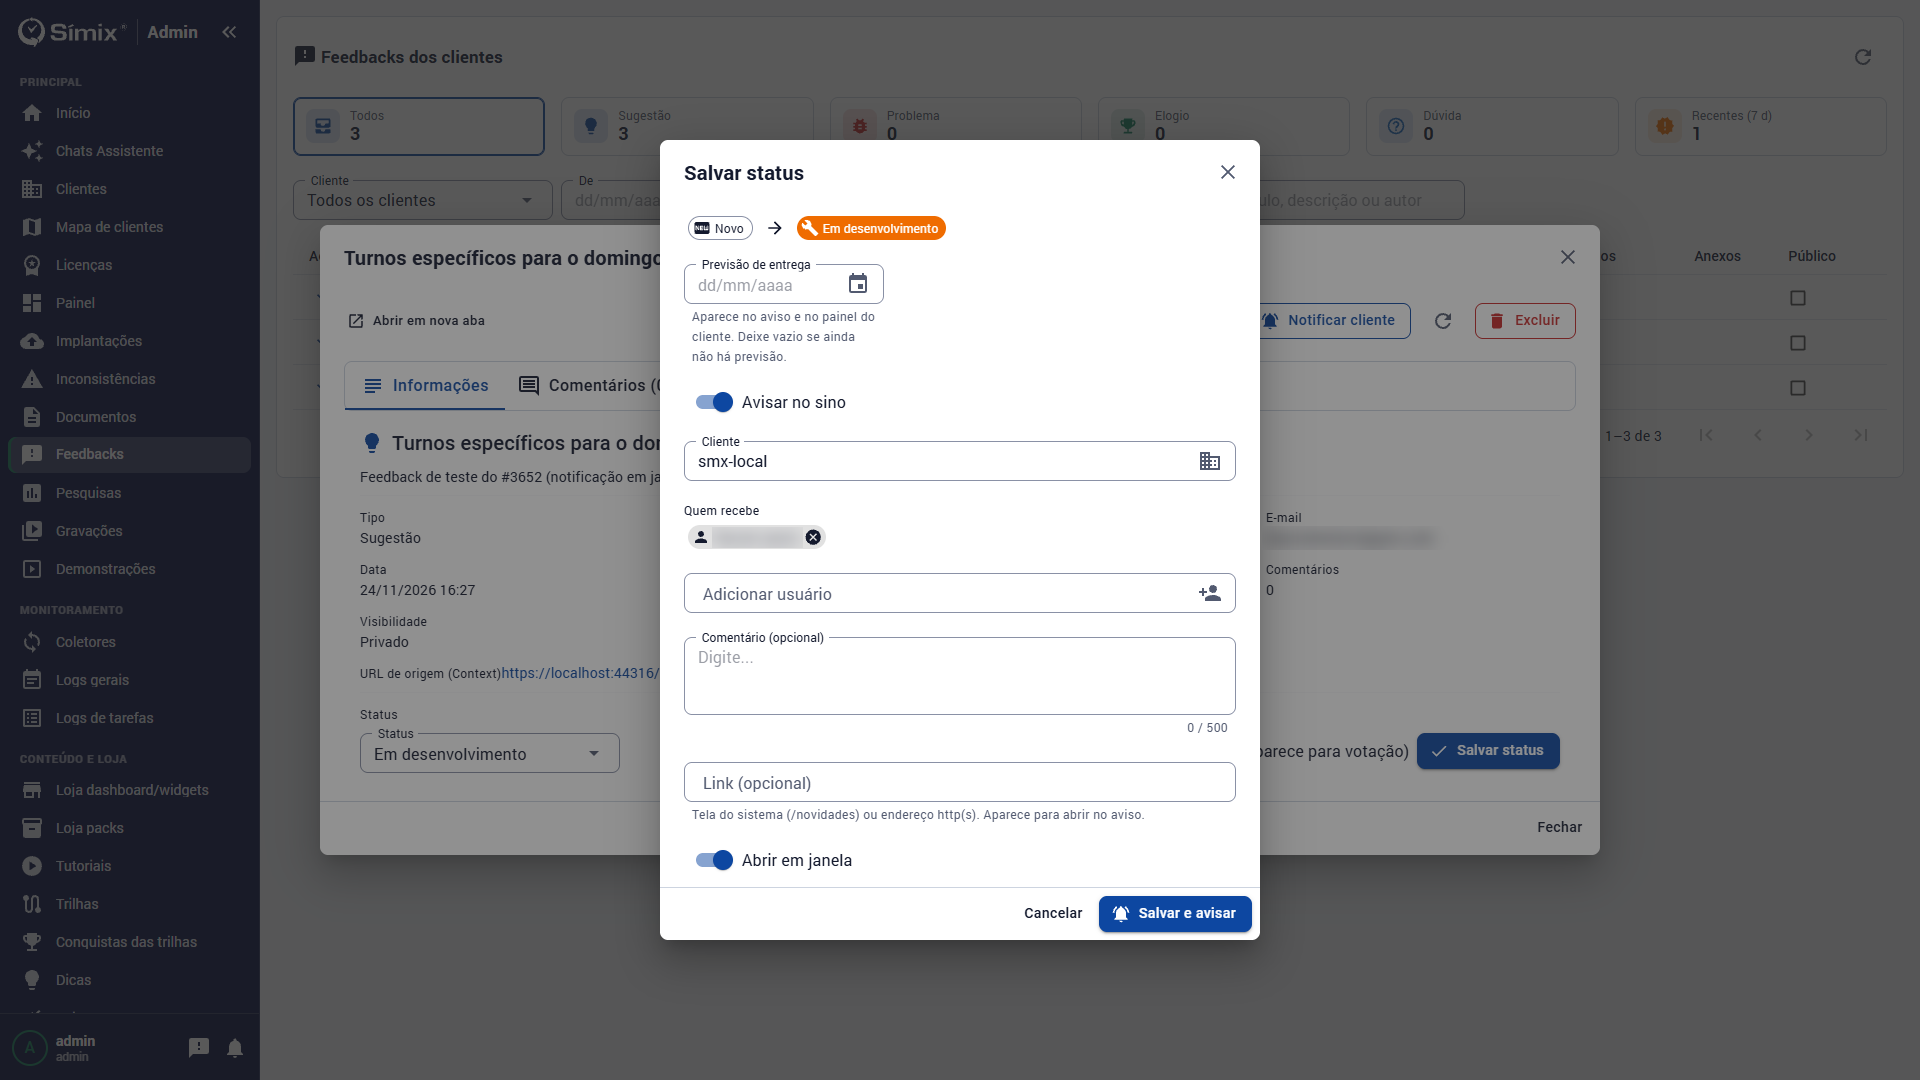 Símix
Admin
PRINCIPAL
Início
Chats Assistente
Clientes
Mapa de clientes
Licenças
Painel
Implantações
Inconsistências
Documentos
Feedbacks
Pesquisas
Gravações
Demonstrações
MONITORAMENTO
Coletores
Logs gerais
Logs de tarefas
CONTEÚDO E LOJA
Loja dashboard/widgets
Loja packs
Tutoriais
Trilhas
Conquistas das trilhas
Dicas
A
admin
admin
Feedbacks dos clientes
Todos
3
Sugestão
3
Problema
0
Elogio
0
Dúvida
0
Recentes (7 d)
1
Cliente
Todos os clientes
De
dd/mm/aaa
descrição ou autor
Anexos
Público
1–3 de 3
Turnos específicos para o domingo
Abrir em nova aba
Notificar cliente
Excluir
Informações
Comentários
Turnos específicos para o
Feedback de teste do #3652 (notificação em
Tipo
Sugestão
E-mail
Data
24/11/2026 16:27
Comentários
0
Visibilidade
Privado
URL de origem (Context)https://localhost:44316/
Status
Status
Em desenvolvimento
para votação)
Salvar status
Fechar
Salvar status
NEW Novo
Em desenvolvimento
Previsão de entrega
dd/mm/aaaa
Aparece no aviso e no painel do
cliente. Deixe vazio se ainda
não há previsão.
Avisar no sino
Cliente
smx-local
Quem recebe
Adicionar usuário
Comentário (opcional)
Digite...
0 / 500
Link (opcional)
Tela do sistema (/novidades) ou endereço http(s). Aparece para abrir no aviso.
Abrir em janela
Cancelar
Salvar e avisar